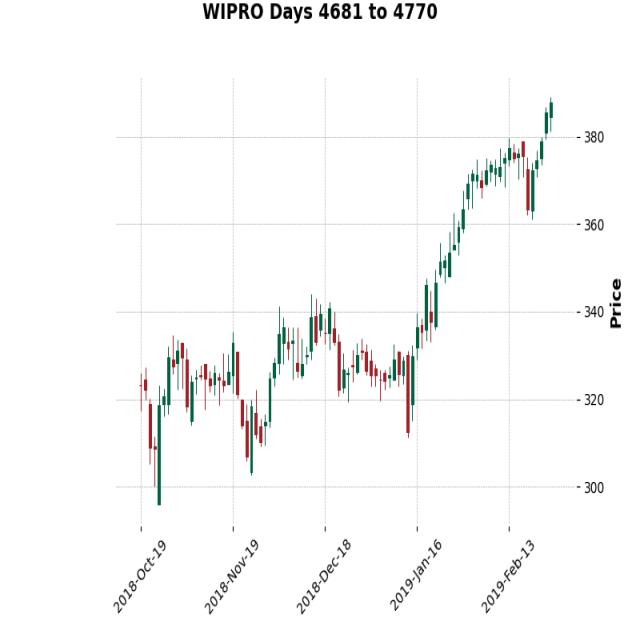 WIPRO Days 4681 to 4770
380
360
340
320
300
Price
2018-Oct-19
2018-Nov-19
2018-Dec-18
2019-Jan-16
2019-Feb-13